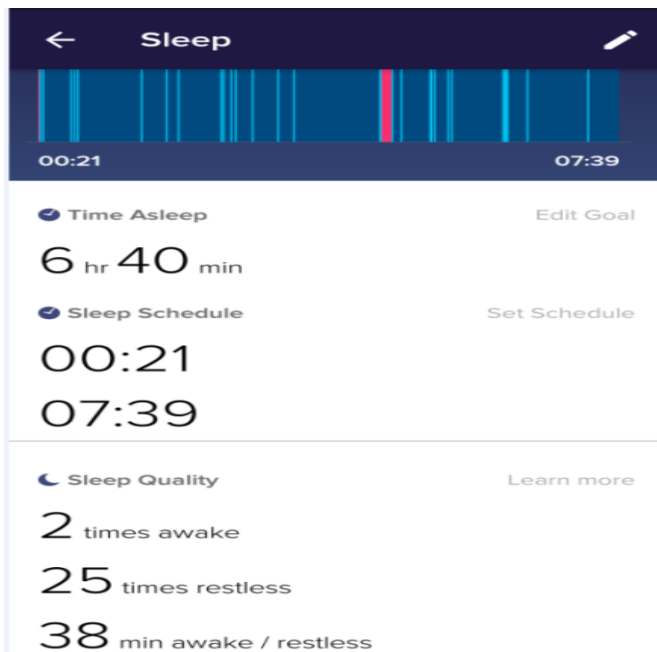 Sleep
00:21 07:39
Time Asleep Edit Goal
6 hr 40 min
Sleep Schedule Set Schedule
00:21
07:39
Sleep Quality Learn more
2 times awake
25 times restless
38 min awake / restless